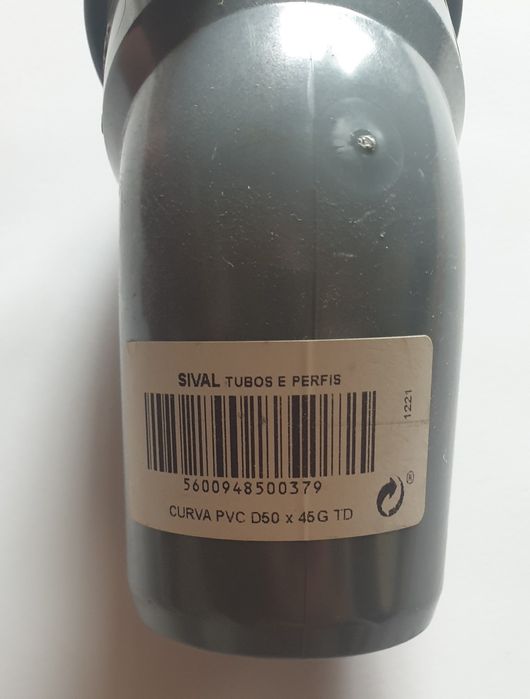 SIVAL TUBOS E PERFIS
1221
5600948500379
®
CURVA PVC D50 x 45G TD